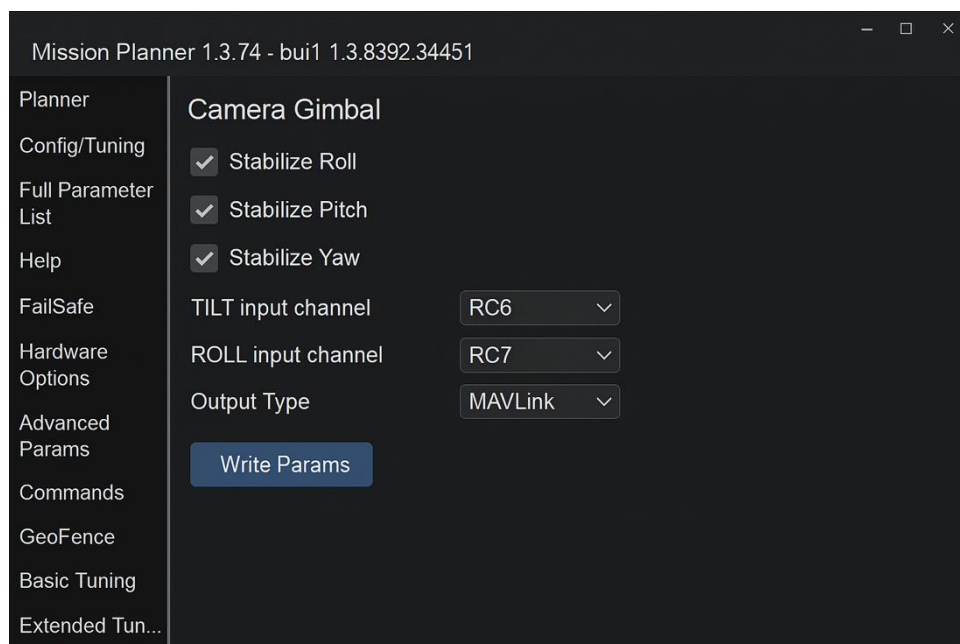 Mission Planner 1.3.74 - bui1 1.3.8392.34451
Planner
Config/Tuning
Full Parameter
List
Help
FailSafe
Hardware
Options
Advanced
Params
Commands
GeoFence
Basic Tuning
Extended Tun...
Camera Gimbal
Stabilize Roll
Stabilize Pitch
Stabilize Yaw
TILT input channel RC6
ROLL input channel RC7
Output Type MAVLink
Write Params